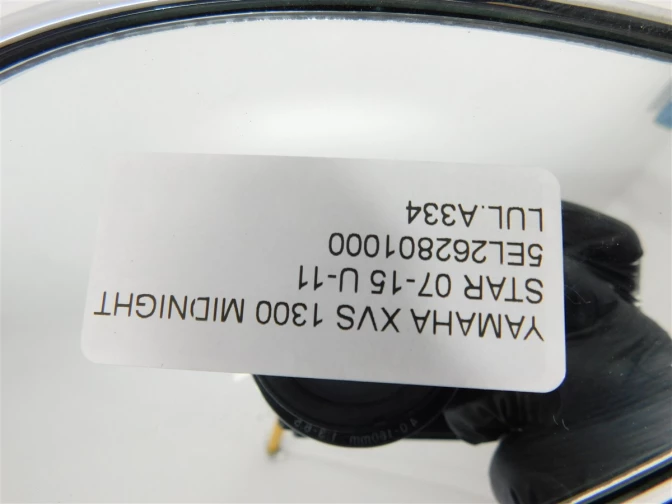 YAMAHA XVS 1300 MIDNIGHT
STAR 07-15 U-11
5EL262801000
LUL.A334